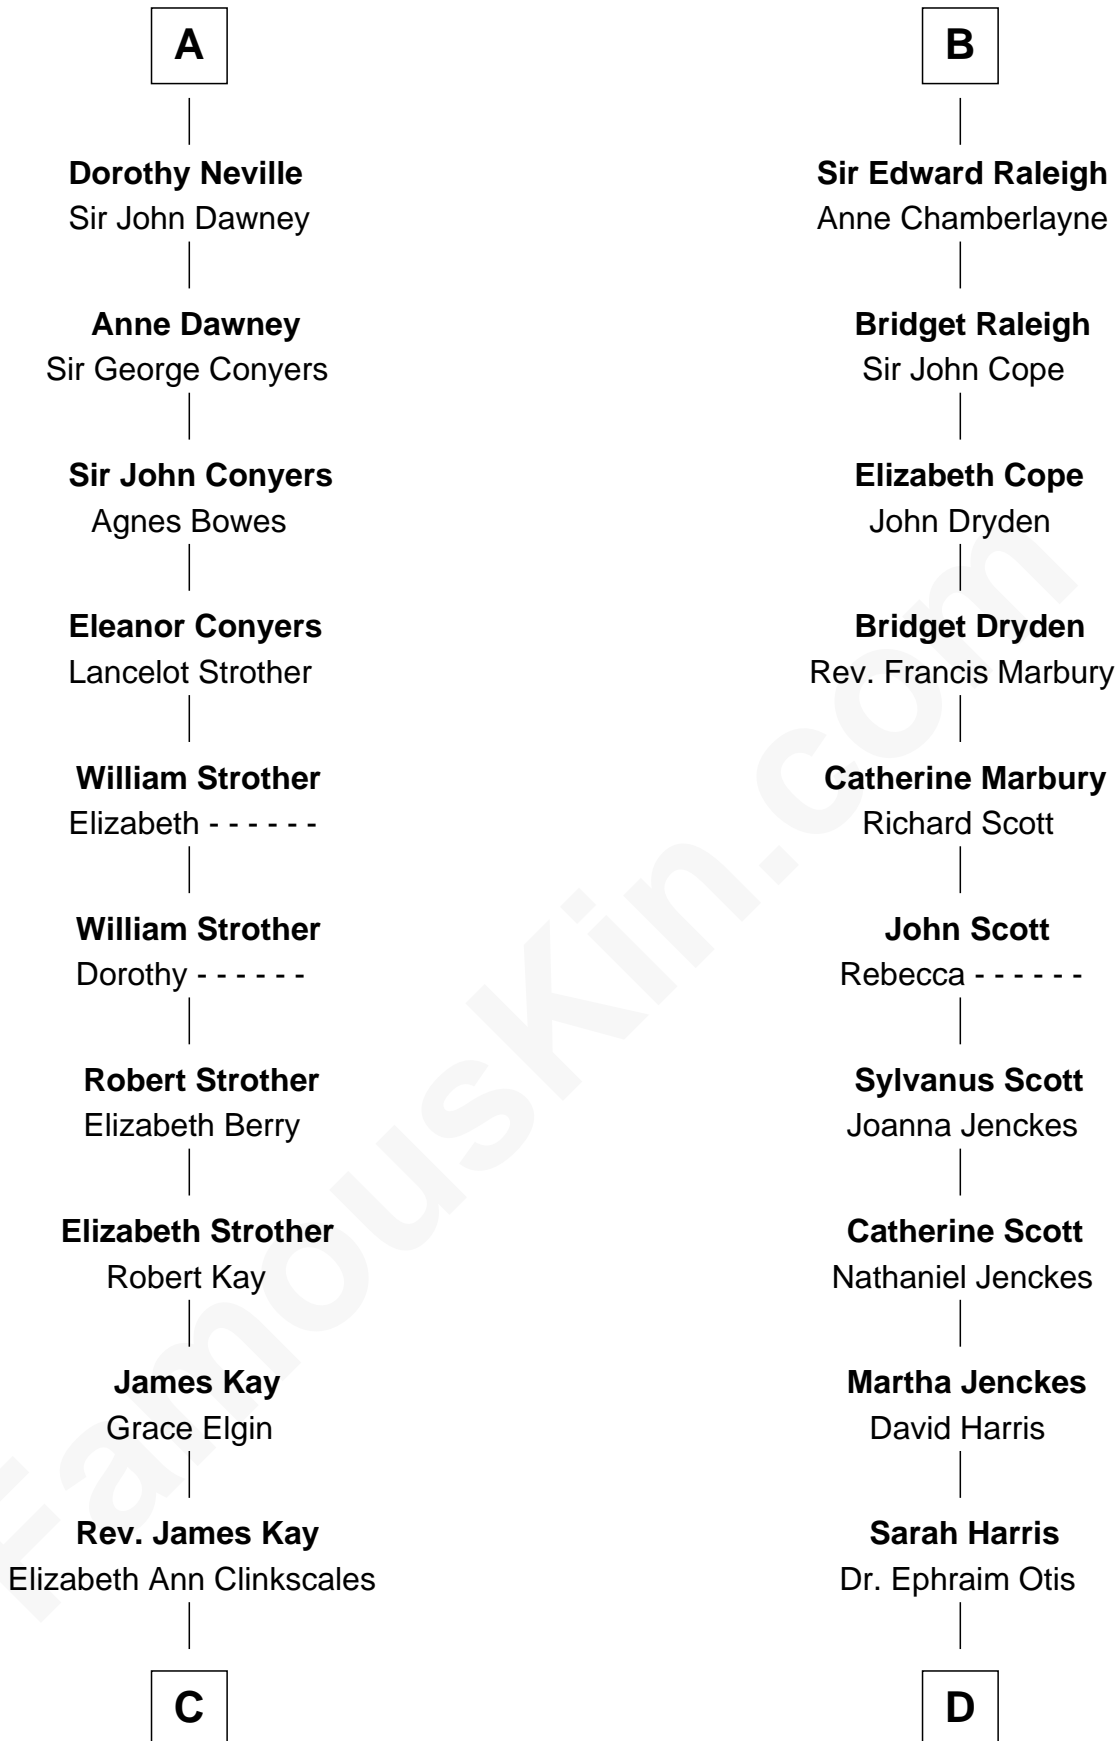 A
Dorothy Neville
Sir John Dawney
Anne Dawney
Sir George Conyers
Sir John Conyers
Agnes Bowes
Eleanor Conyers
Lancelot Strother
William Strother
Elizabeth - - - - - -
William Strother
Dorothy - - - - - -
Robert Strother
Elizabeth Berry
Elizabeth Strother
Robert Kay
James Kay
Grace Elgin
Rev. James Kay
Elizabeth Ann Clinkscales
C
B
Sir Edward Raleigh
Anne Chamberlayne
Bridget Raleigh
Sir John Cope
Elizabeth Cope
John Dryden
Bridget Dryden
Rev. Francis Marbury
Catherine Marbury
Richard Scott
John Scott
Rebecca - - - - - -
Sylvanus Scott
Joanna Jenckes
Catherine Scott
Nathaniel Jenckes
Martha Jenckes
David Harris
Sarah Harris
Dr. Ephraim Otis
D
FamousKin.com